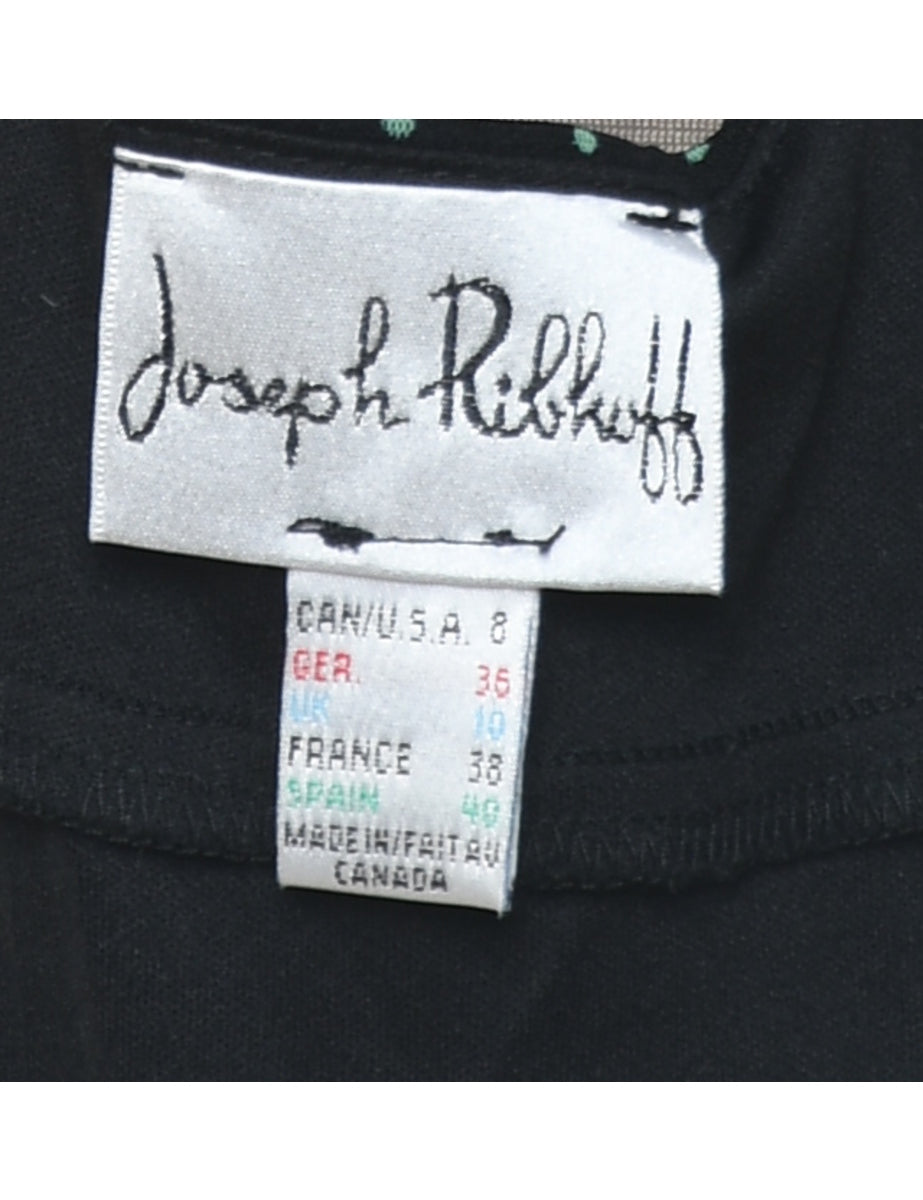 Joseph Ribkoff
CAN/U.S.A. 8
GER. 36
UK 10
FRANCE 38
SPAIN 40
MADE IN/FAIT AU
CANADA